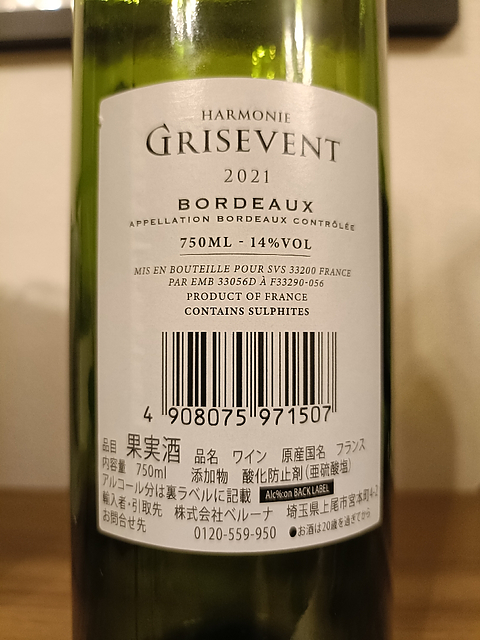 HARMONIE
GRISEVENT
2021
BORDEAUX
APPELLATION BORDEAUX CONTRÔLÉE
750ML - 14%VOL
MIS EN BOUTEILLE POUR SVS 33200 FRANCE
PAR EMB 33056D À F33290-056
PRODUCT OF FRANCE
CONTAINS SULPHITES
4 908075 971507
品目 果実酒 品名 ワイン 原産国名 フランス
内容量 750ml 添加物 酸化防止剤(亜硫酸塩)
アルコール分は裏ラベルに記載 Alc%:on BACK LABEL
輸入者・引取先 株式会社ベルーナ 埼玉県上尾市宮本町4-2
お問合せ先 0120-559-950 ●お酒は20歳を過ぎてから